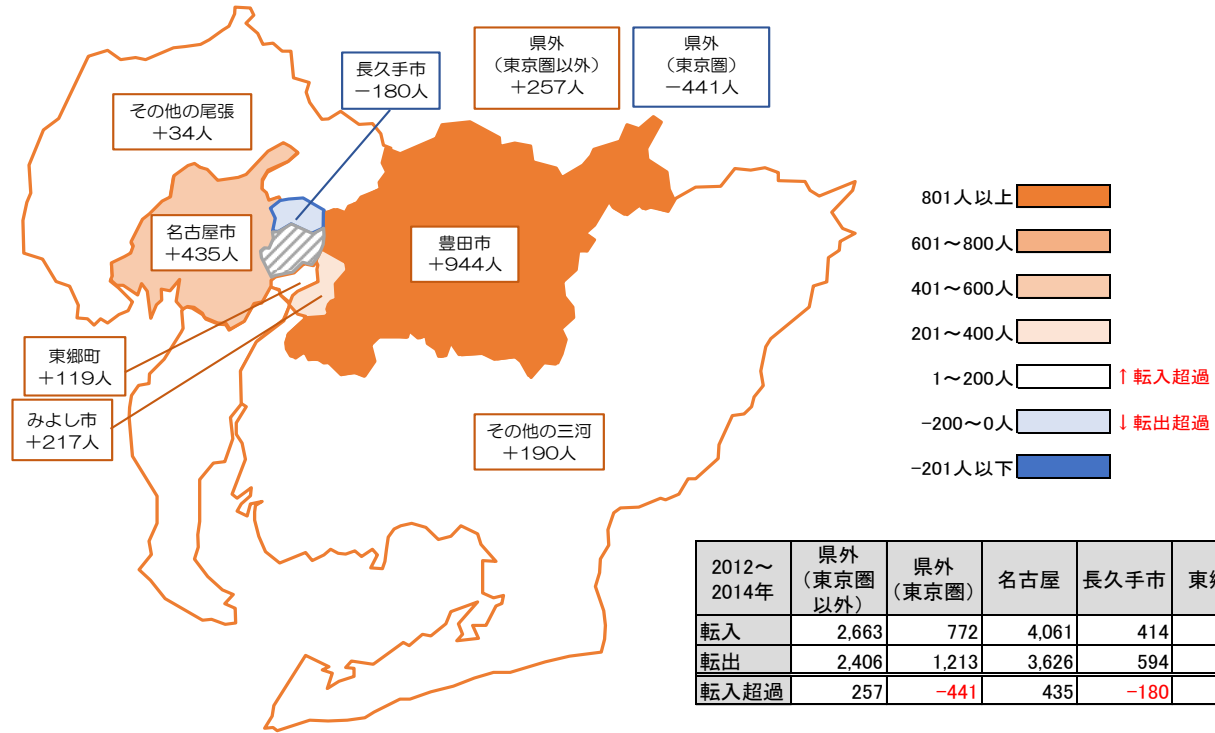 長久手市
−180人
県外
（東京圏以外）
+257人
県外
（東京圏）
−441人
その他の尾張
+34人
名古屋市
+435人
豊田市
+944人
東郷町
+119人
みよし市
+217人
その他の三河
+190人
801人以上
601～800人
401～600人
201～400人
1～200人 ↑転入超過
-200～0人 ↓転出超過
-201人以下
2012～
2014年
県外
（東京圏
以外）
県外
（東京圏）
名古屋
長久手市
転入 2,663 772 4,061 414
転出 2,406 1,213 3,626 594
転入超過 257 -441 435 -180